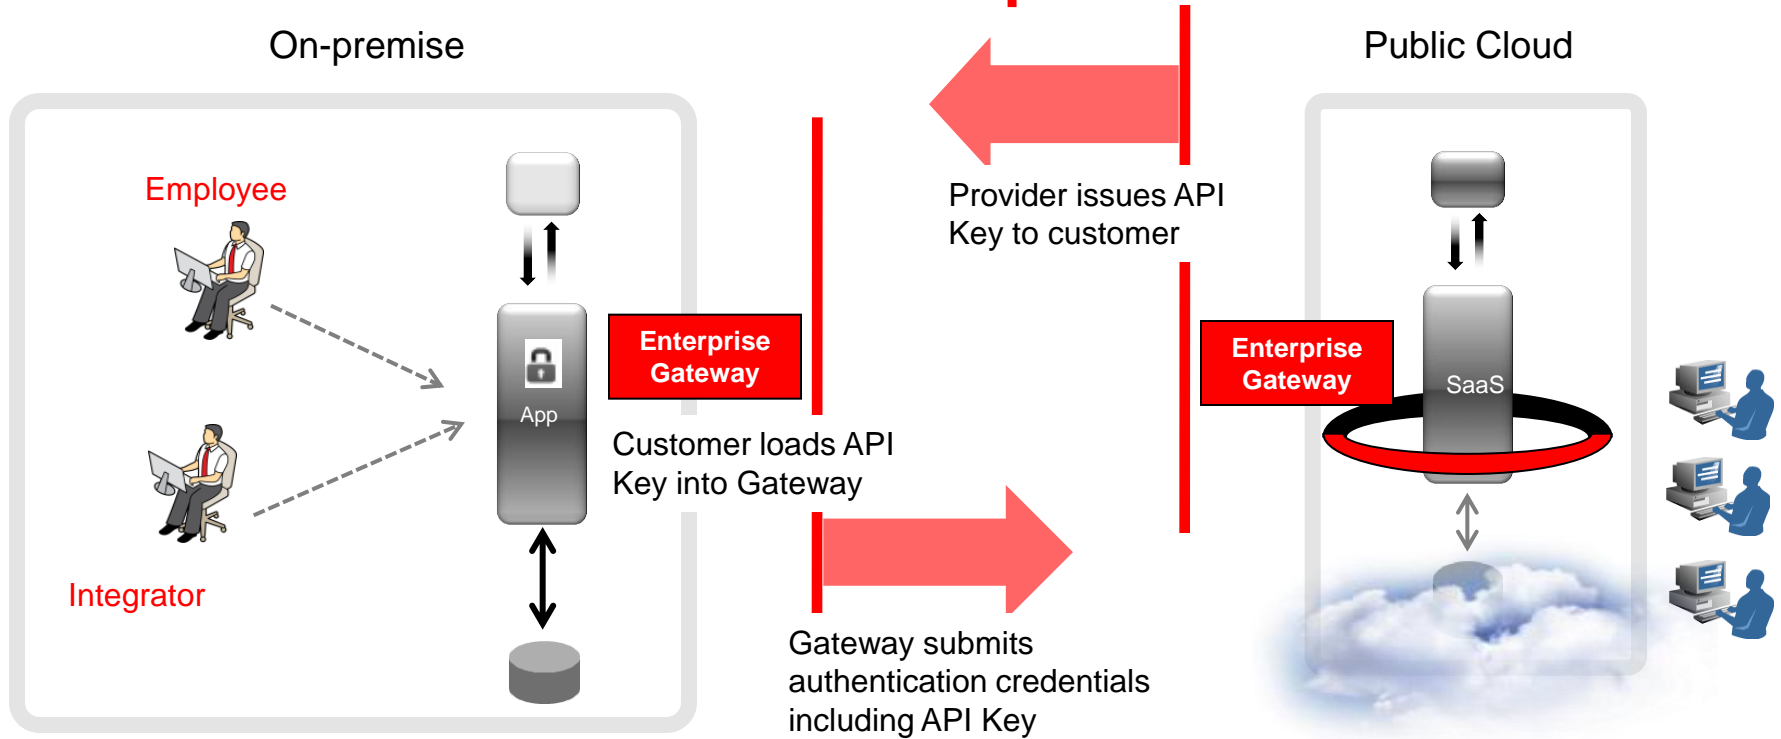 On-premise
Public Cloud
Employee
Provider issues API
Key to customer
Enterprise
Gateway
Enterprise
Gateway
SaaS
App
Customer loads API
Key into Gateway
Integrator
Gateway submits
authentication credentials
including API Key